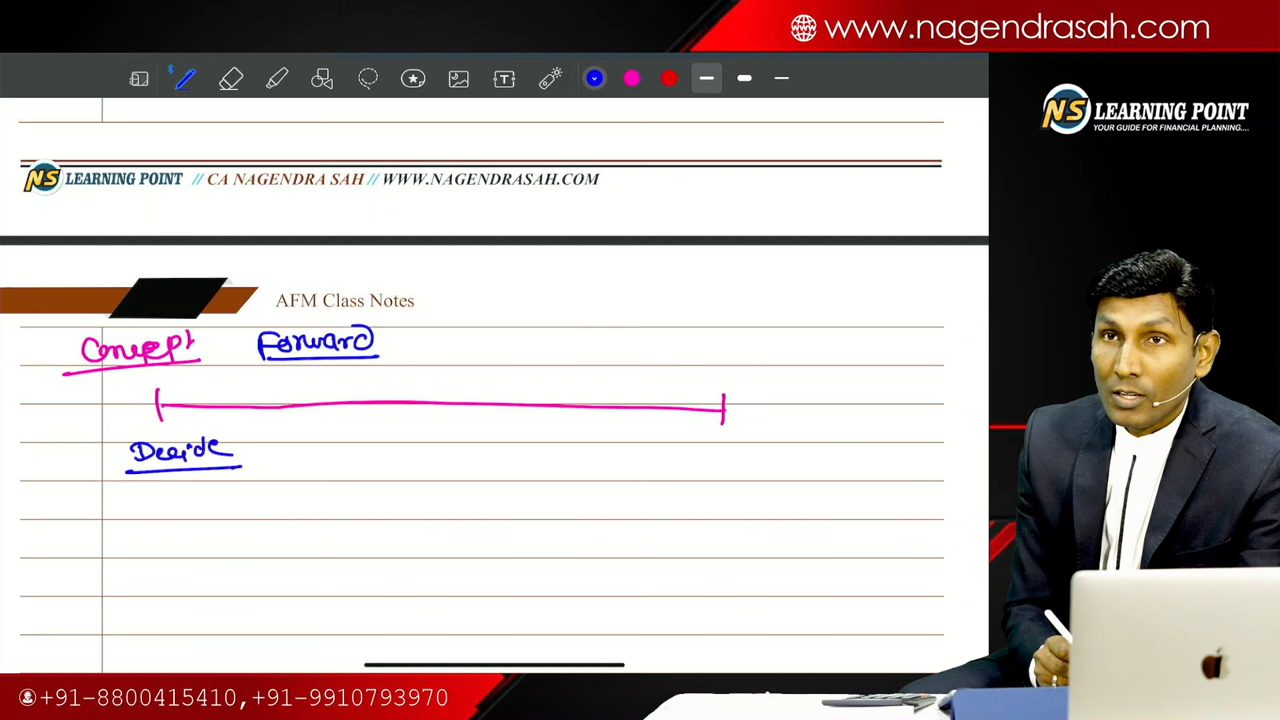 www.nagendrasah.com
NS LEARNING POINT
YOUR GUIDE FOR FINANCIAL PLANNING....
NS LEARNING POINT // CA NAGENDRA SAH // WWW.NAGENDRASAH.COM
AFM Class Notes
Concept Forward
Decide
+91-8800415410,+91-9910793970